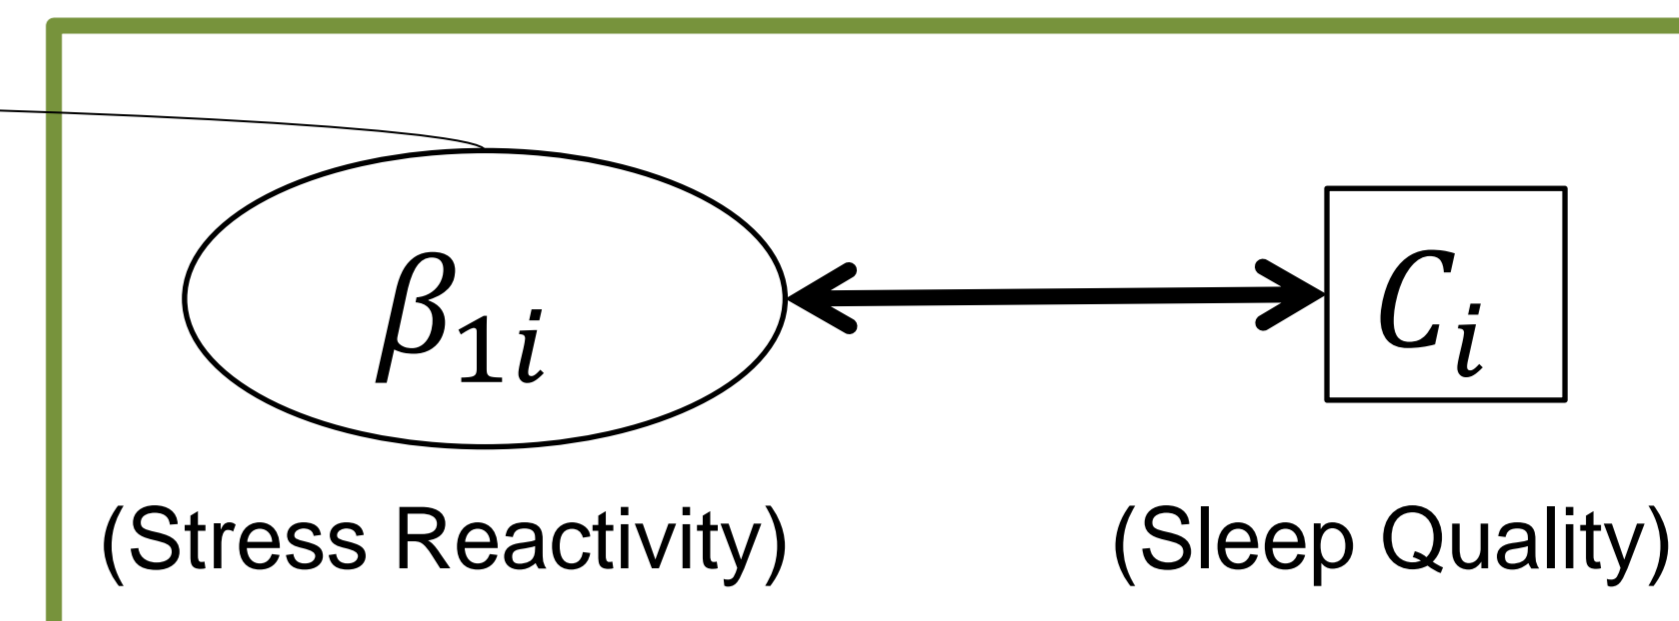 β₁ᵢ Cᵢ
(Stress Reactivity) (Sleep Quality)